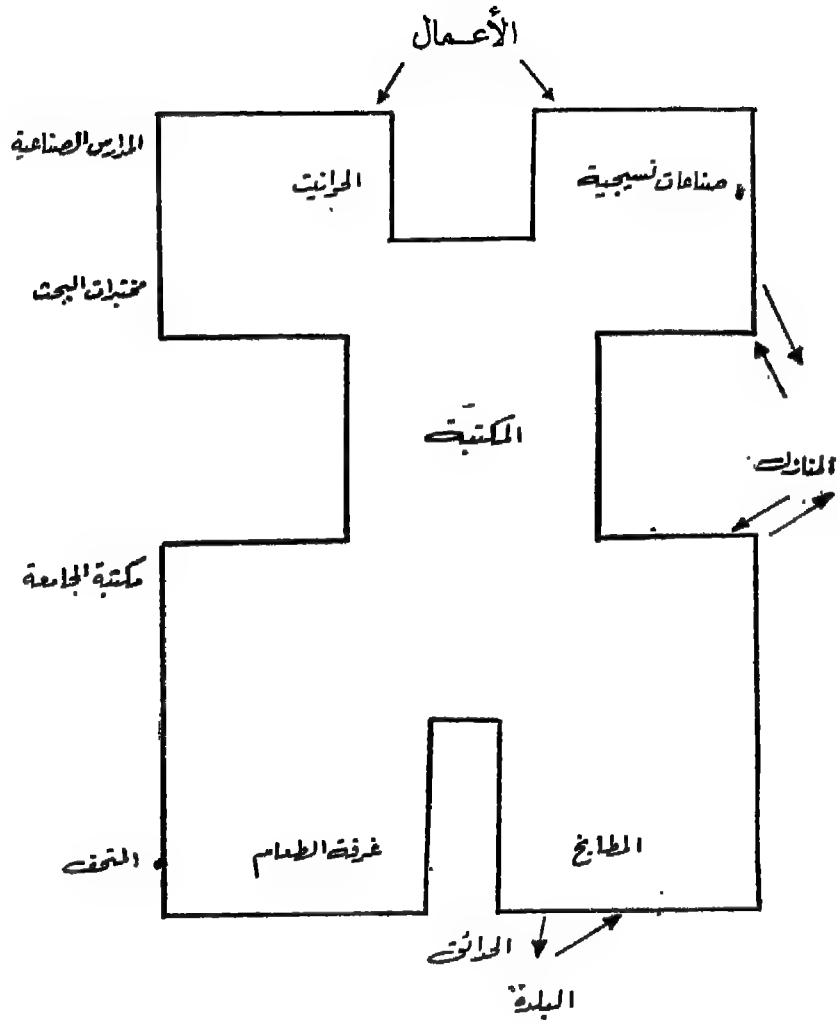 الأعمال
المدارس الصناعية
الحوانيت
صناعات نسيجية
مختبرات البحث
المكتبة
المنازل
مكتبة الجامعة
المتحف
غرفة الطعام
المطابخ
الحدائق
البلدة